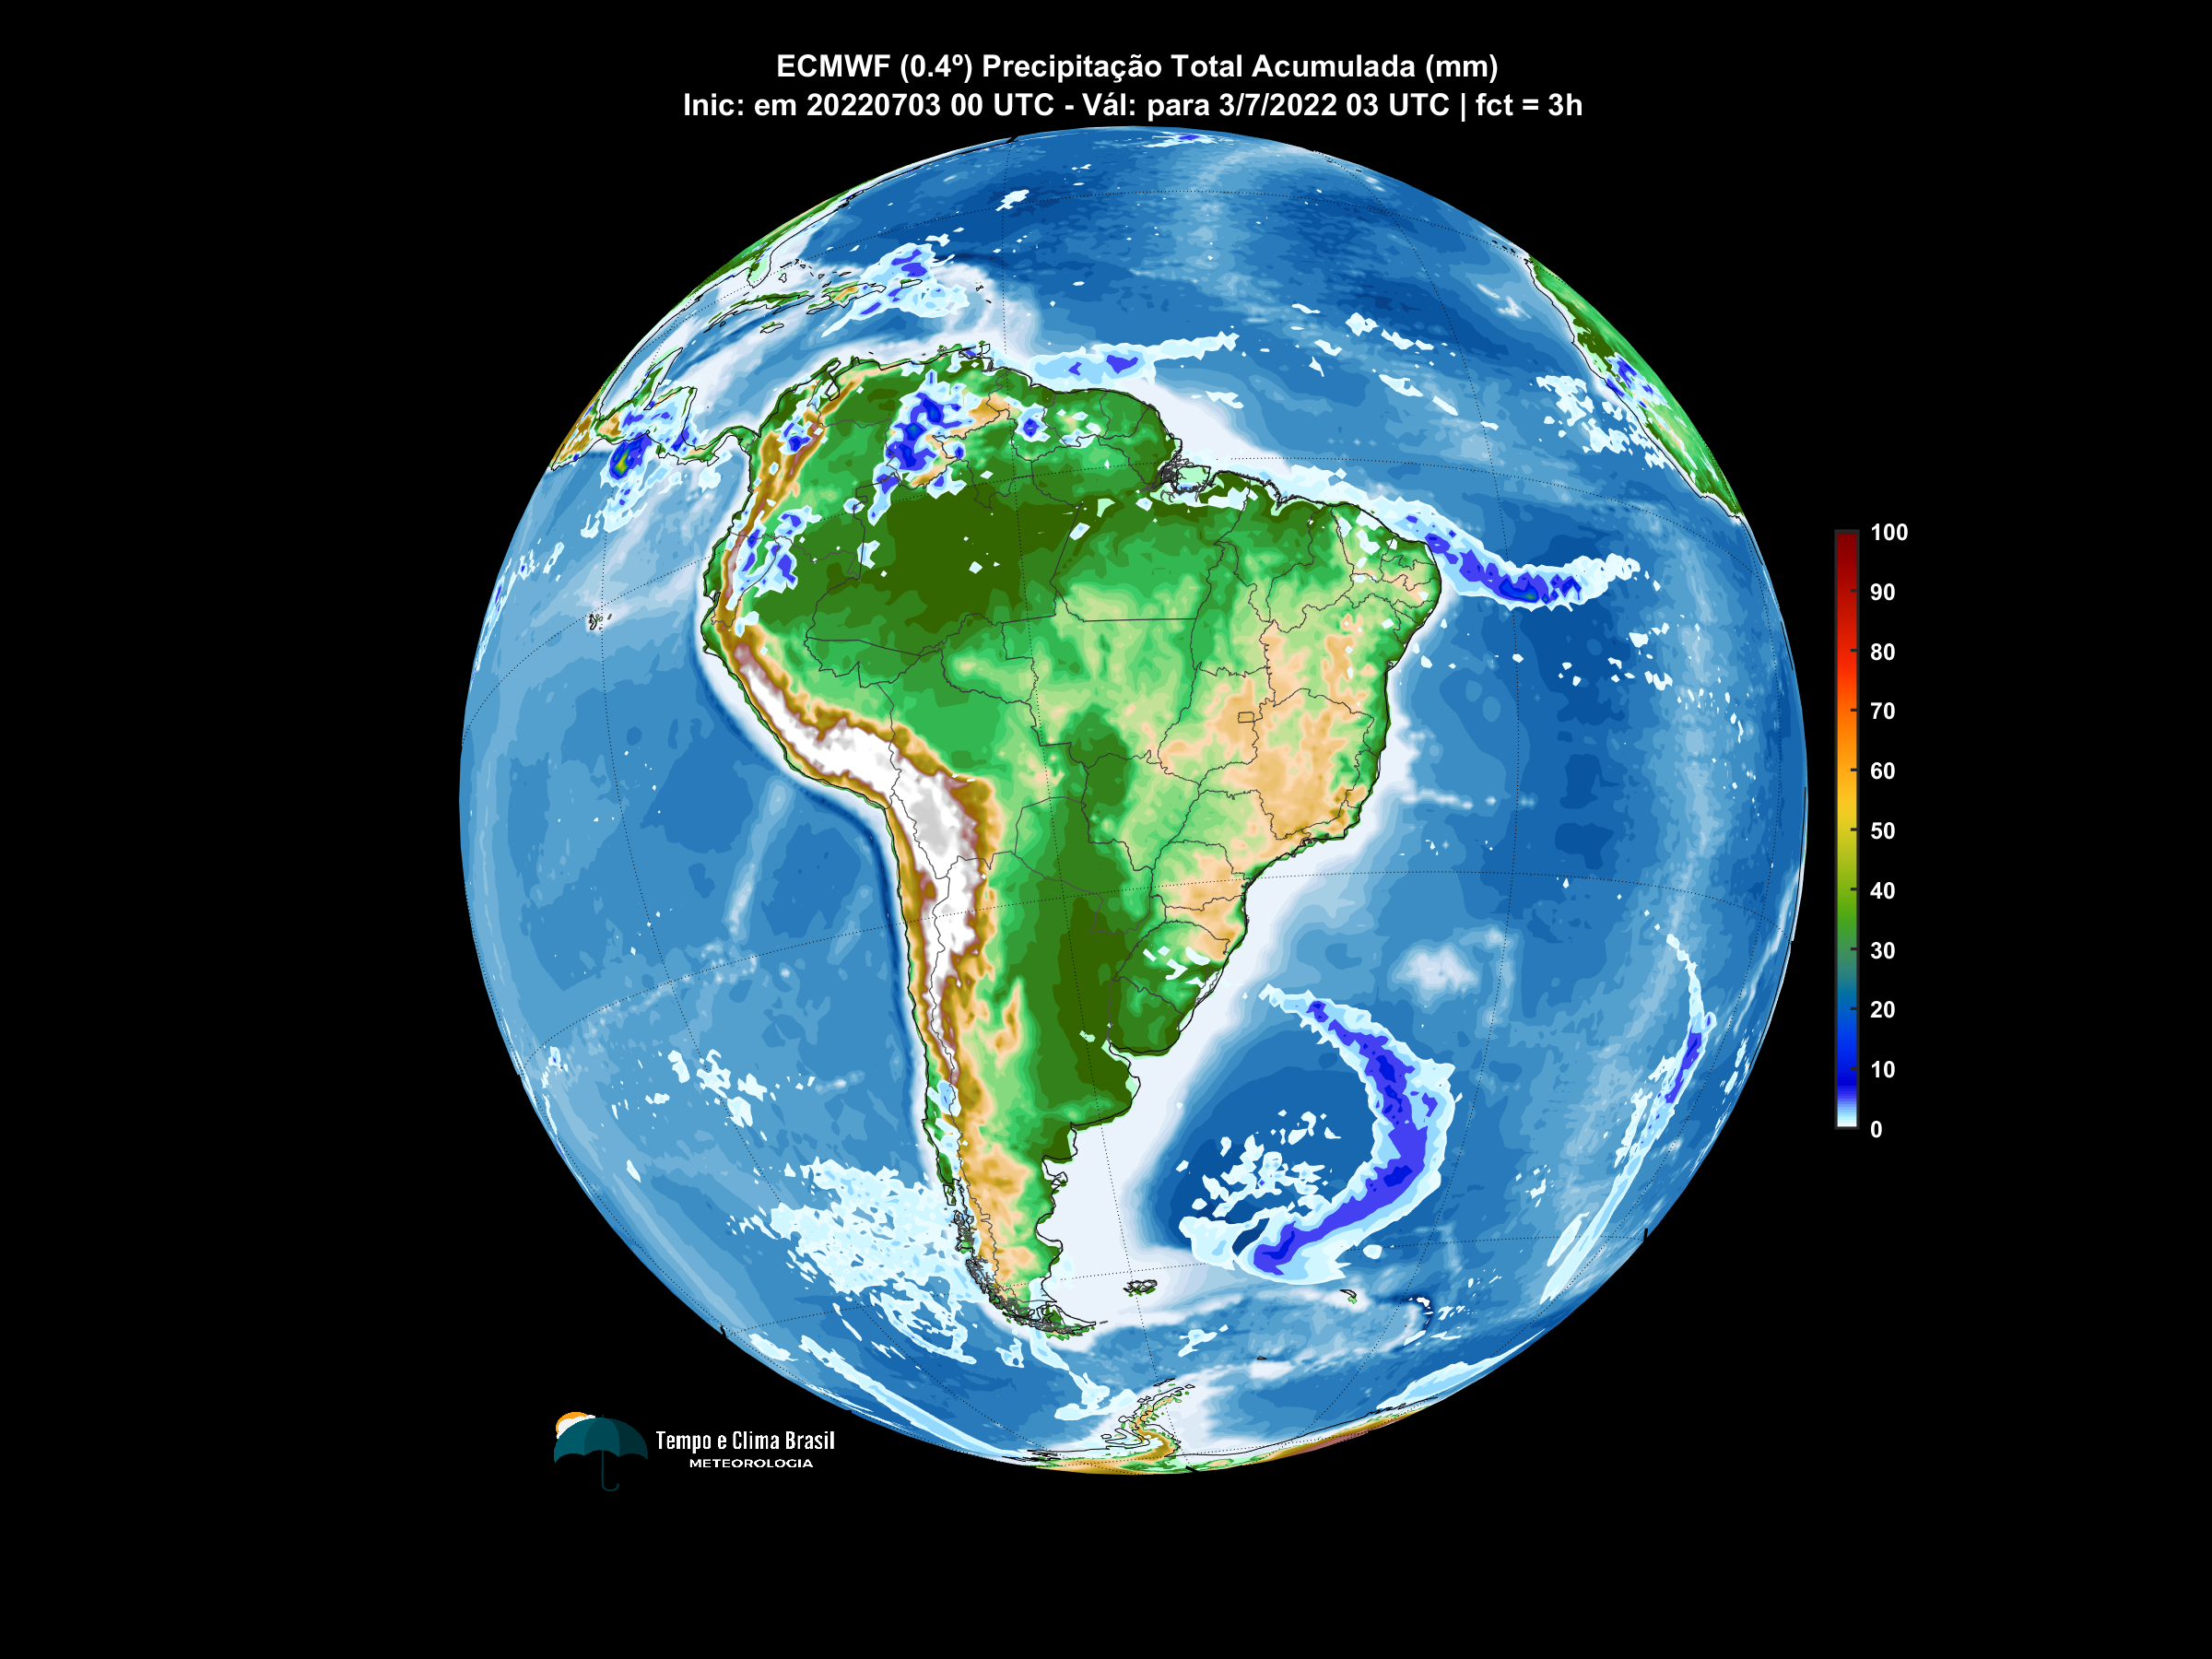 ECMWF (0.4º) Precipitação Total Acumulada (mm)
Inic: em 20220703 00 UTC - Vál: para 3/7/2022 03 UTC | fct = 3h
100
90
80
70
60
50
40
30
20
10
0
Tempo e Clima Brasil
METEOROLOGIA